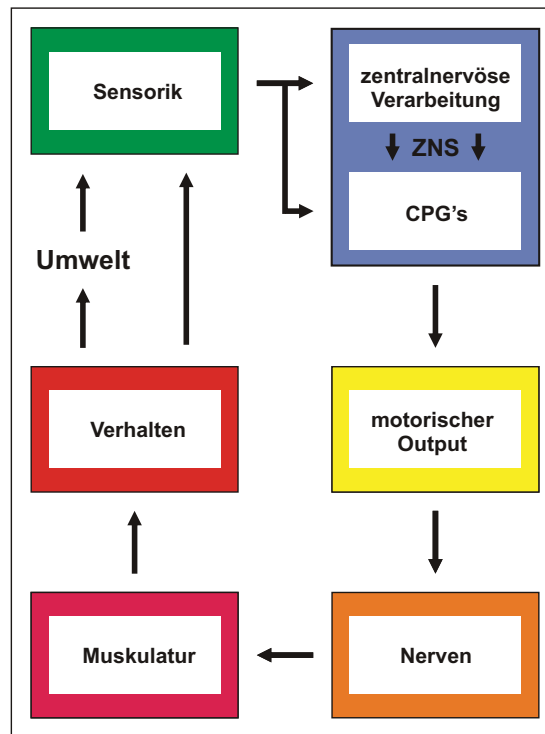 Sensorik
zentralnervöse
Verarbeitung
ZNS
CPG's
Umwelt
Verhalten
motorischer
Output
Muskulatur
Nerven